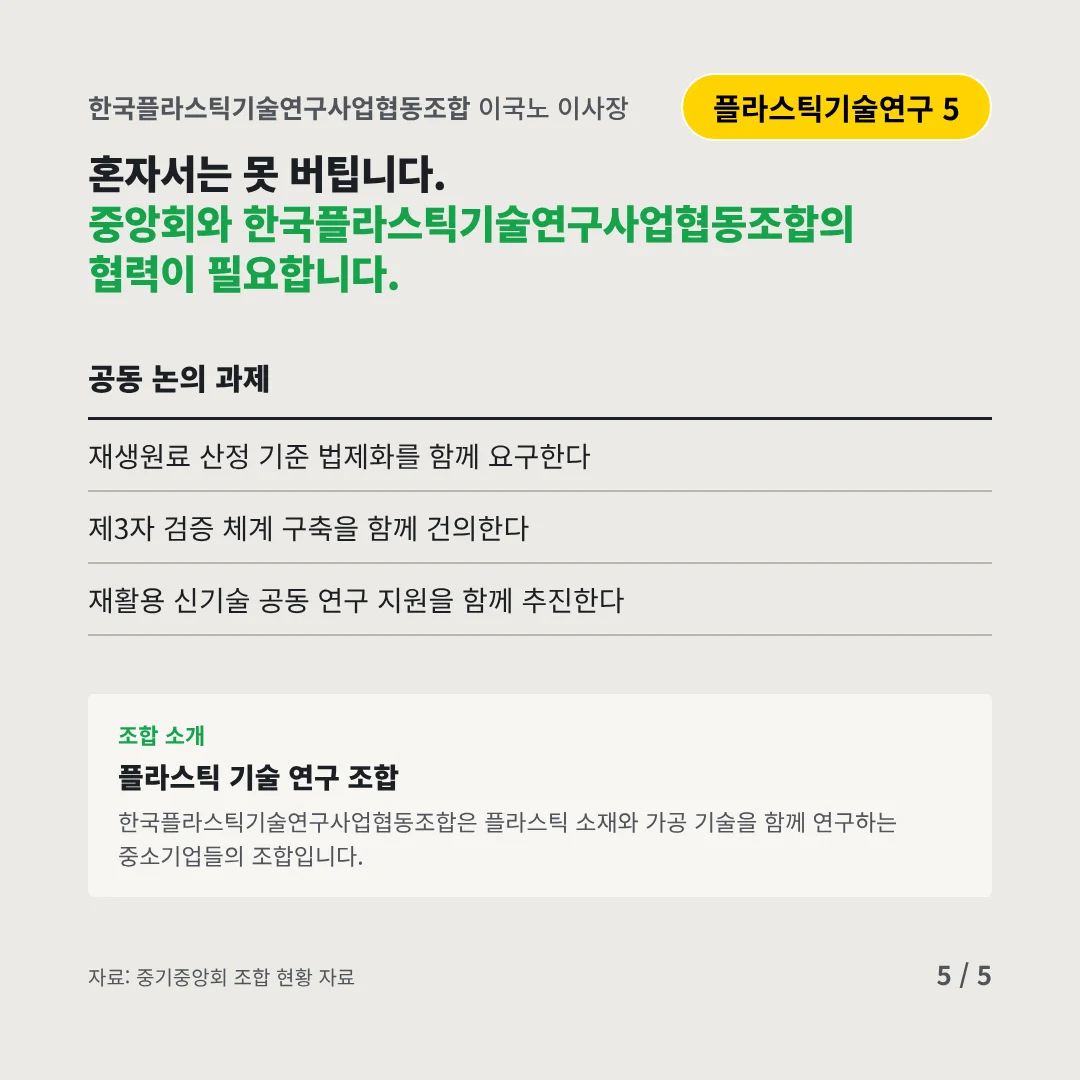 한국플라스틱기술연구사업협동조합 이국노 이사장
플라스틱기술연구 5
혼자서는 못 버팁니다.
중앙회와 한국플라스틱기술연구사업협동조합의
협력이 필요합니다.
공동 논의 과제
재생원료 산정 기준 법제화를 함께 요구한다
제3자 검증 체계 구축을 함께 건의한다
재활용 신기술 공동 연구 지원을 함께 추진한다
조합 소개
플라스틱 기술 연구 조합
한국플라스틱기술연구사업협동조합은 플라스틱 소재와 가공 기술을 함께 연구하는
중소기업들의 조합입니다.
자료: 중기중앙회 조합 현황 자료
5 / 5